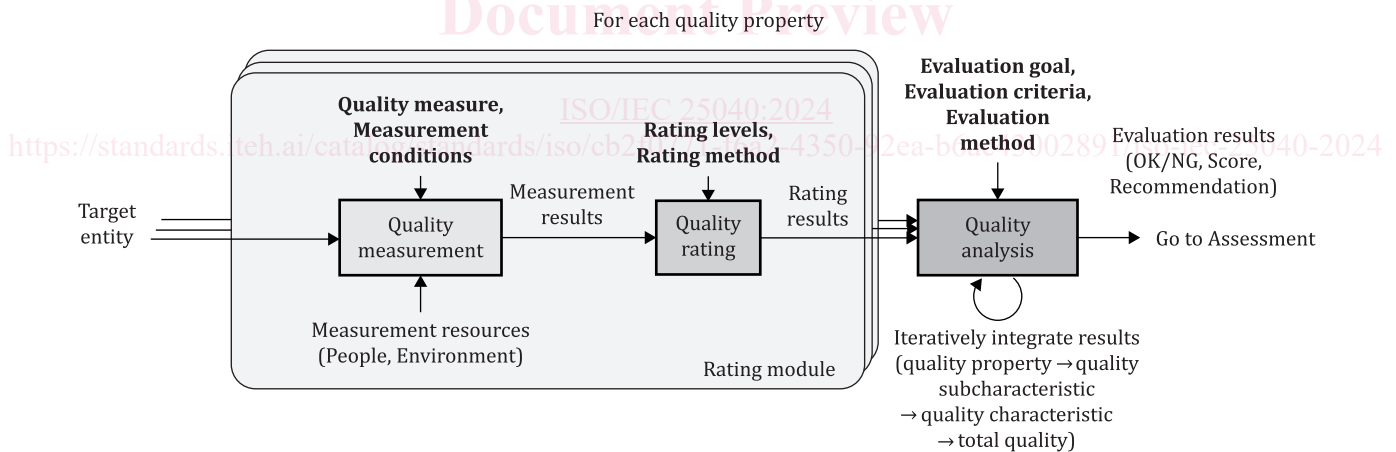 Document Preview
For each quality property
ISO/IEC 25040:2024
Quality measure,
Measurement
conditions
Rating levels,
Rating method
Evaluation goal,
Evaluation criteria,
Evaluation
method
Evaluation results
(OK/NG, Score,
Recommendation)
Target
entity
Quality
measurement
Measurement
results
Quality
rating
Rating
results
Quality
analysis
Go to Assessment
Measurement resources
(People, Environment)
Rating module
Iteratively integrate results
(quality property → quality
subcharacteristic
→ quality characteristic
→ total quality)